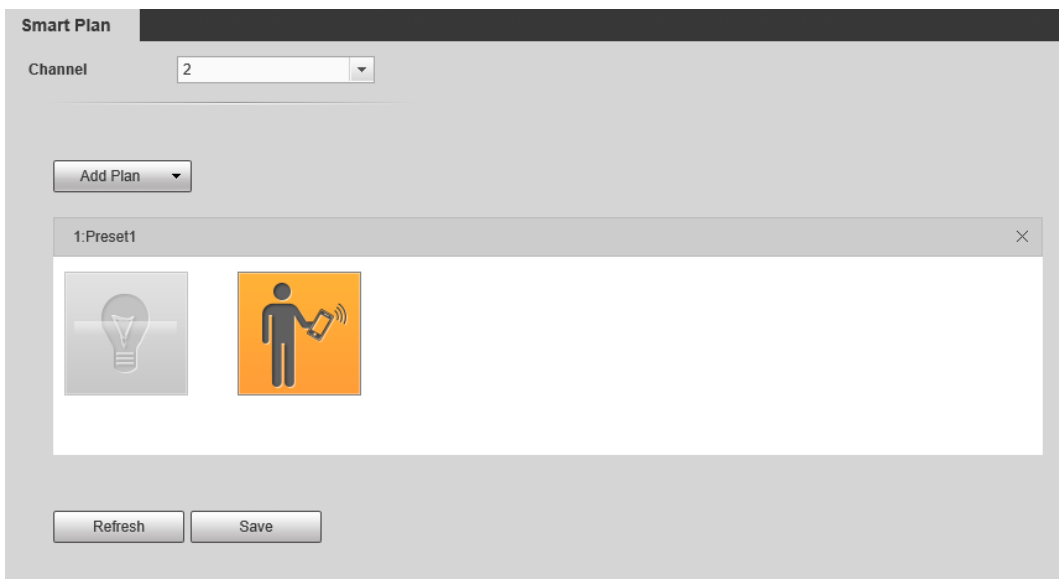 Smart Plan
Channel 2
Add Plan
1:Preset1
Refresh Save